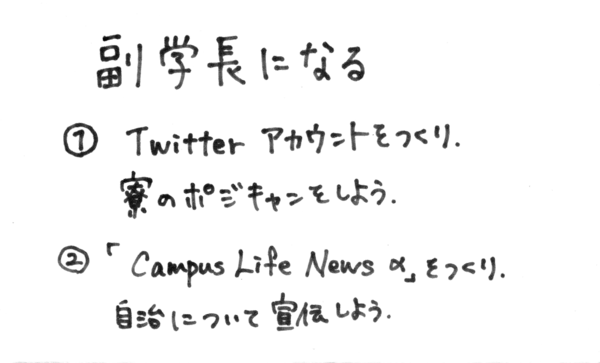 副学長になる
① Twitter アカウントをつくり.
寮のポジキャンをしよう.
② 「Campus Life News α」をつくり.
自治について宣伝しよう.